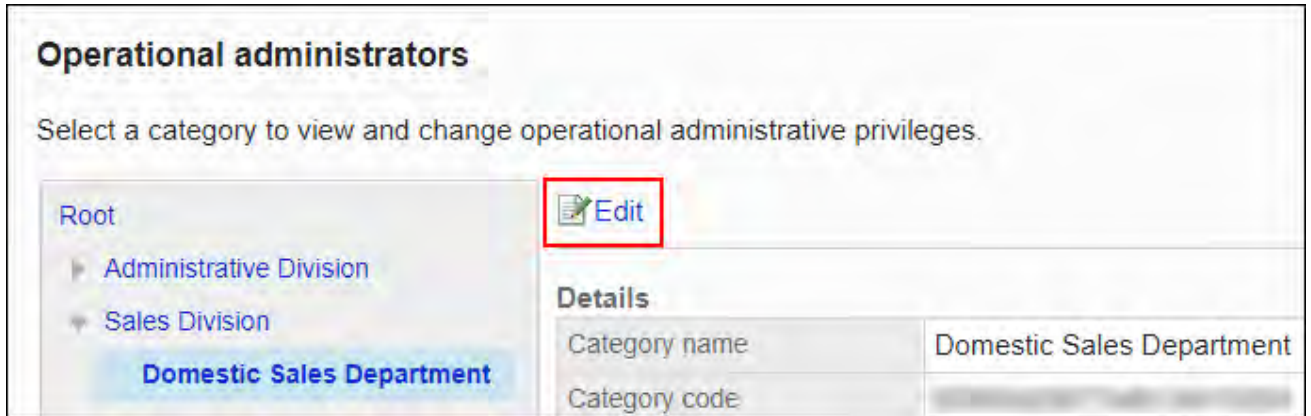 Operational administrators
Select a category to view and change operational administrative privileges.
Root
Administrative Division
Sales Division
Domestic Sales Department
Edit
Details
Category name
Domestic Sales Department
Category code